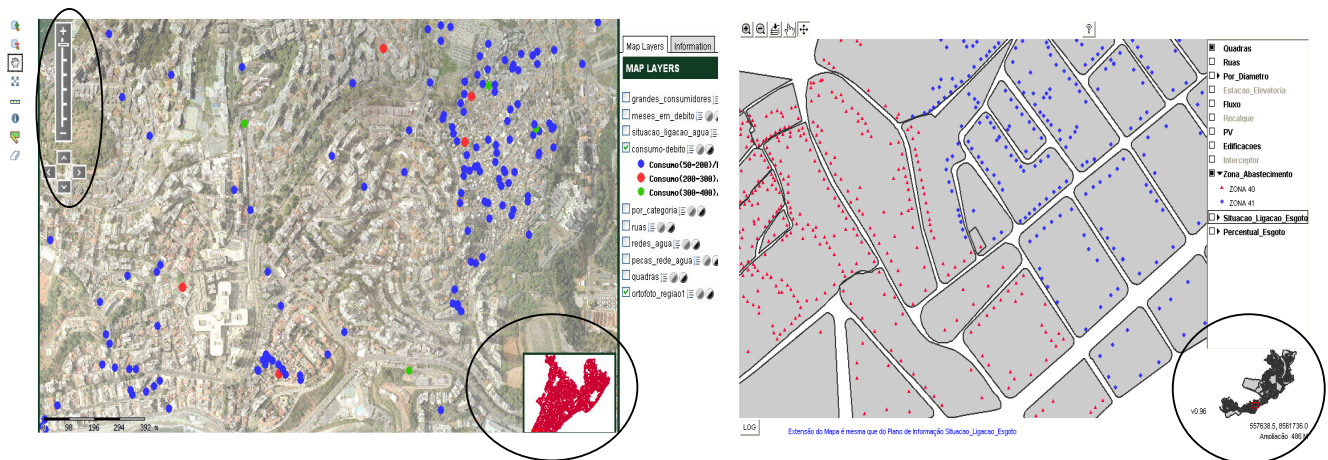 Map Layers
Information
MAP LAYERS
grandes_consumidores
meses_em_debito
situacao_ligacao_agua
consumo-debito
Consumo(50-200)/
Consumo(200-300)
Consumo(300-400)
por_categoria
ruas
redes_agua
pecas_rede_agua
quadras
ortofoto_regiao1
98 196 294 392 m
?
Quadras
Ruas
Por_Diametro
Estacao_Elevatoria
Fluxo
Recalque
PV
Edificacoes
Interceptor
Zona_Abastecimento
ZONA 40
ZONA 41
Situacao_Ligacao_Esgoto
Percentual_Esgoto
v0.96
557638.5, 8561736.0
Ampliacão 486 M
LOG
Extensão do Mapa é mesma que do Plano de Informação Situacao_Ligacao_Esgoto